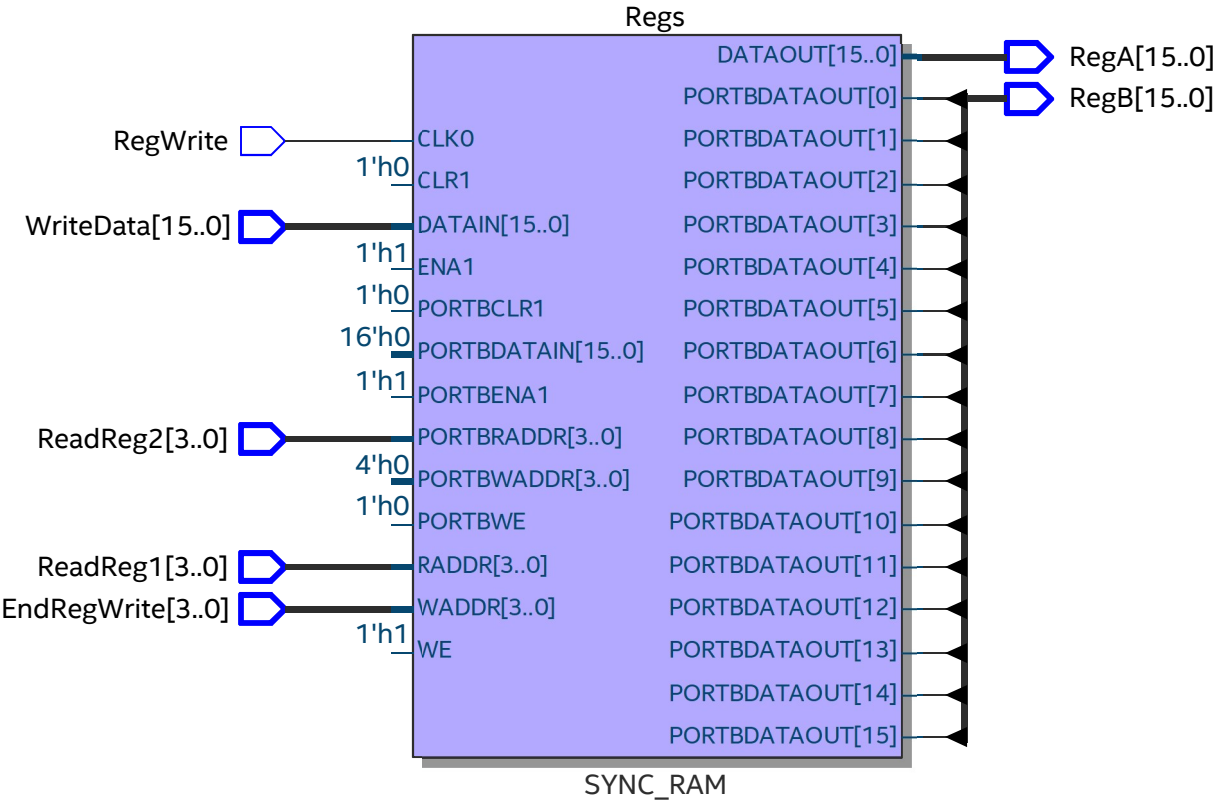 Regs
DATAOUT[15..0]
RegA[15..0]
PORTBDATAOUT[0]
RegB[15..0]
RegWrite
CLK0
PORTBDATAOUT[1]
1'h0
CLR1
PORTBDATAOUT[2]
WriteData[15..0]
DATAIN[15..0]
PORTBDATAOUT[3]
1'h1
ENA1
PORTBDATAOUT[4]
1'h0
PORTBCLR1
PORTBDATAOUT[5]
16'h0
PORTBDATAIN[15..0]
PORTBDATAOUT[6]
1'h1
PORTBENA1
PORTBDATAOUT[7]
ReadReg2[3..0]
PORTBRADDR[3..0]
PORTBDATAOUT[8]
4'h0
PORTBWADDR[3..0]
PORTBDATAOUT[9]
1'h0
PORTBWE
PORTBDATAOUT[10]
ReadReg1[3..0]
RADDR[3..0]
PORTBDATAOUT[11]
EndRegWrite[3..0]
WADDR[3..0]
PORTBDATAOUT[12]
1'h1
WE
PORTBDATAOUT[13]
PORTBDATAOUT[14]
PORTBDATAOUT[15]
SYNC_RAM